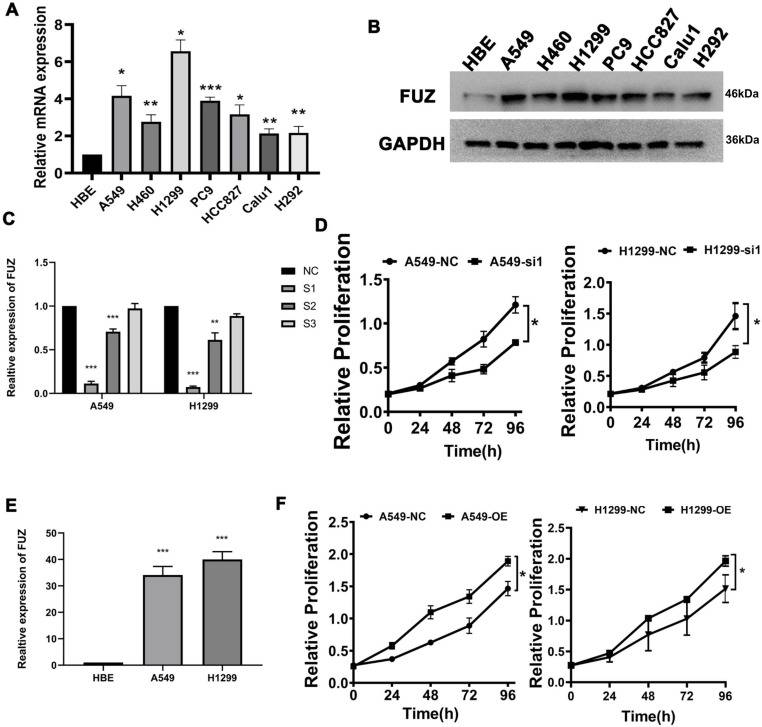 A
Relative mRNA expression
8
6
4
2
0
*
**
*
***
*
**
**
HBE
A549
H460
H1299
PC9
HCC827
Calu1
H292
B
HBE
A549
H460
H1299
PC9
HCC827
Calu1
H292
FUZ
46kDa
GAPDH
36kDa
C
Realtive expression of FUZ
1.5
1.0
0.5
0.0
***
***
***
**
A549
H1299
NC
S1
S2
S3
D
A549-NC
A549-si1
Relative Proliferation
1.5
1.0
0.5
0.0
*
0 24 48 72 96
Time(h)
H1299-NC
H1299-si1
Relative Proliferation
2.0
1.5
1.0
0.5
0.0
*
0 24 48 72 96
Time(h)
E
Realtive expression of FUZ
50
40
30
20
10
0
***
***
HBE
A549
H1299
F
A549-NC
A549-OE
Relative Proliferation
2.5
2.0
1.5
1.0
0.5
0.0
*
0 24 48 72 96
Time(h)
H1299-NC
H1299-OE
Relative Proliferation
2.5
2.0
1.5
1.0
0.5
0.0
*
0 24 48 72 96
Time(h)